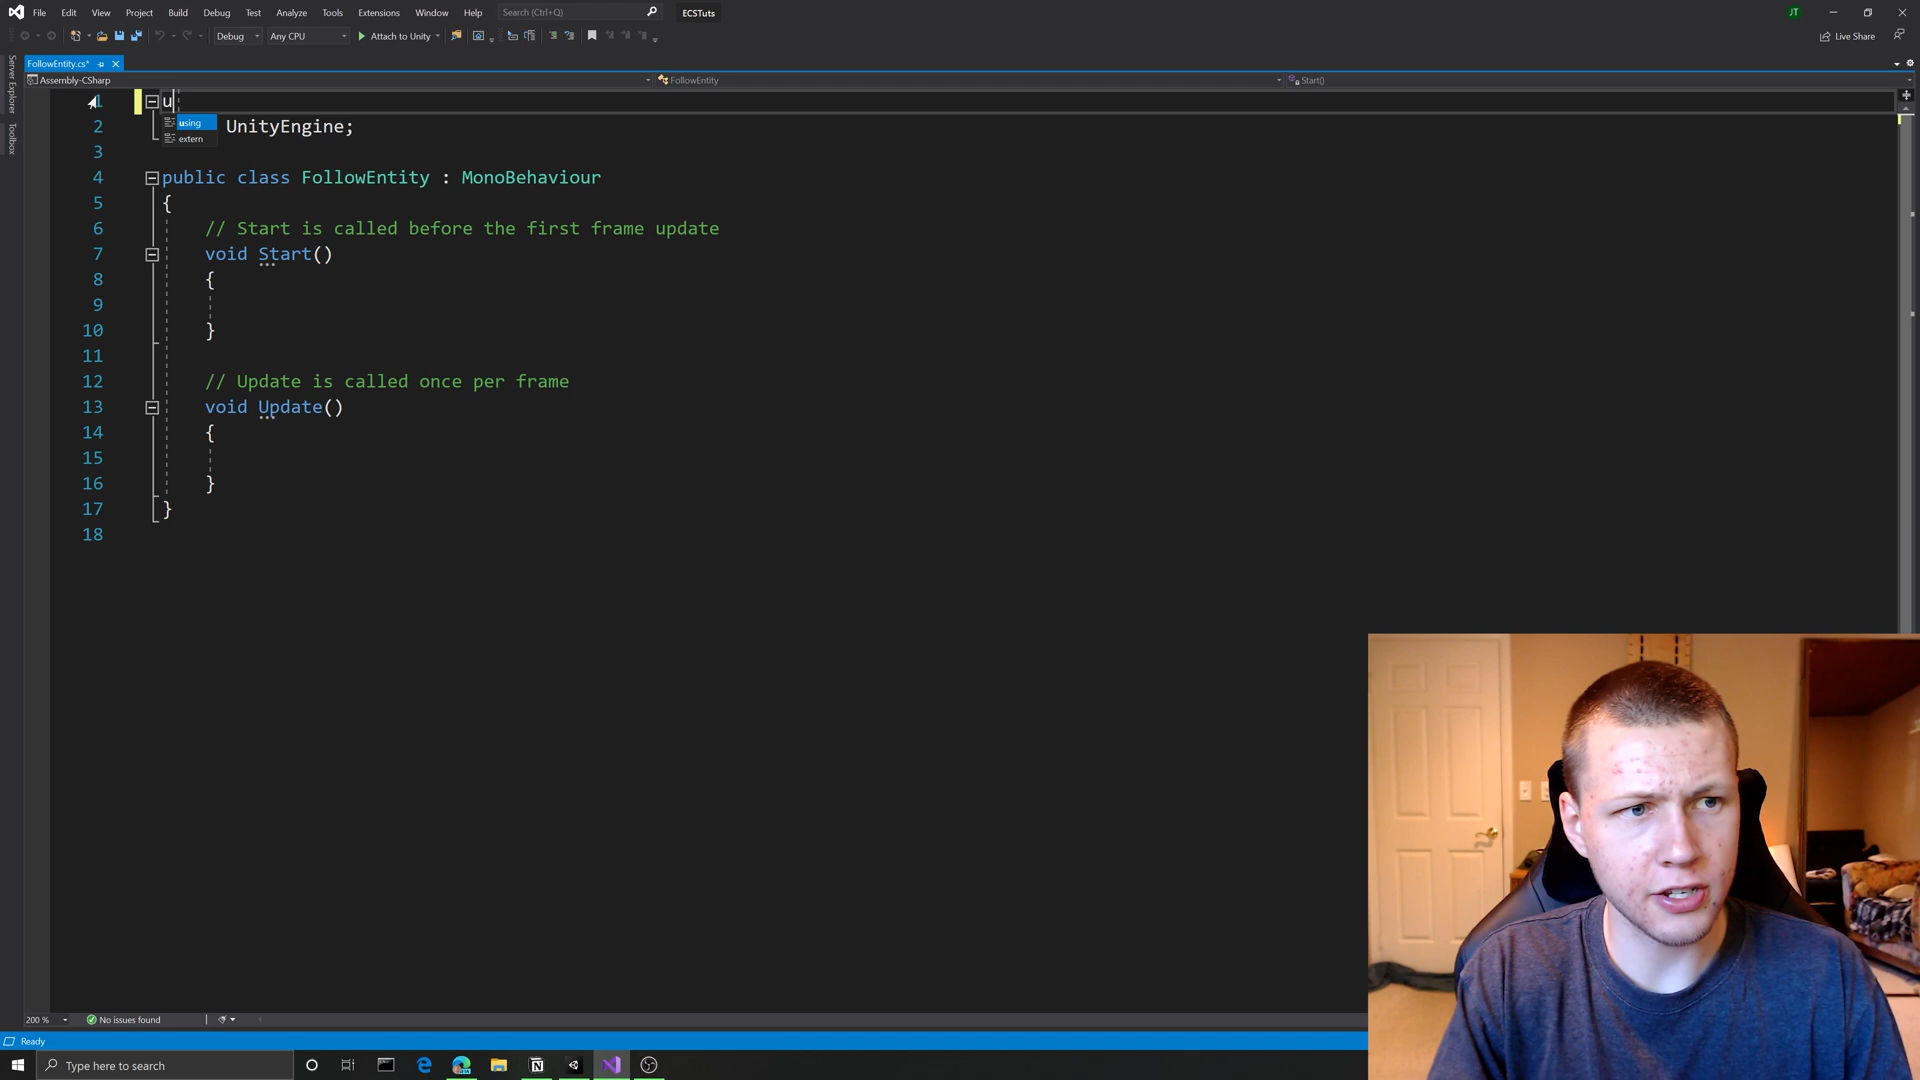 File Edit View Project Build Debug Test Analyze Tools Extensions Window Help Search (Ctrl+Q) ECSTuts JT
Debug Any CPU Attach to Unity Live Share
Server Explorer
Toolbox
FollowEntity.cs*
Assembly-CSharp FollowEntity Start()
1 u
using
extern
2 UnityEngine;
3
4 public class FollowEntity : MonoBehaviour
5 {
6 // Start is called before the first frame update
7 void Start()
8 {
9
10 }
11
12 // Update is called once per frame
13 void Update()
14 {
15
16 }
17 }
18
200 % No issues found
Ready
Type here to search